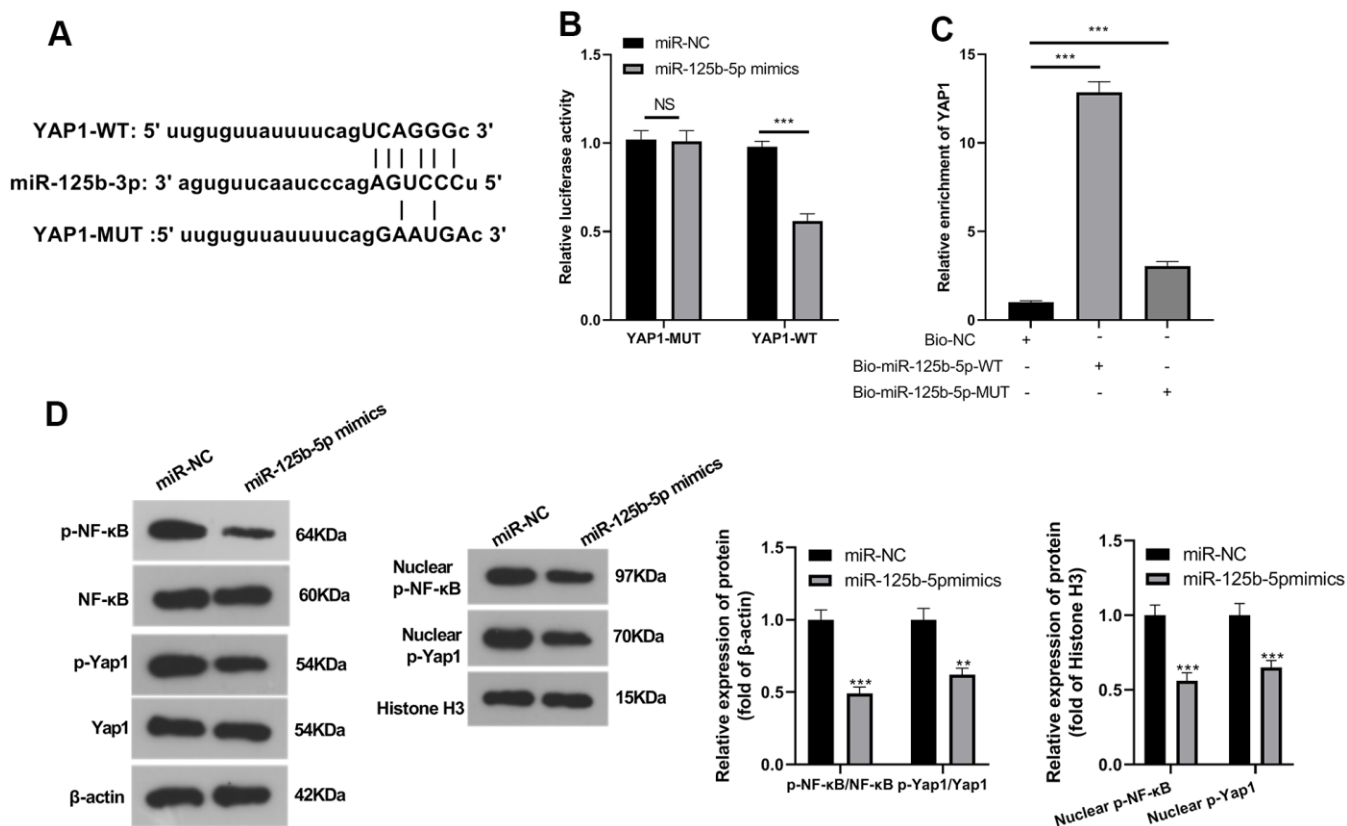 A
YAP1-WT: 5' uuguguuauuuucagUCAGGGc 3'
miR-125b-3p: 3' aguguucaaucccagAGUCCCu 5'
YAP1-MUT :5' uuguguuauuuucagGAAUGAc 3'
B
miR-NC
miR-125b-5p mimics
Relative luciferase activity
1.5
1.0
0.5
0.0
NS
***
YAP1-MUT
YAP1-WT
C
Relative enrichment of YAP1
15
10
5
0
***
***
Bio-NC + - -
Bio-miR-125b-5p-WT - + -
Bio-miR-125b-5p-MUT - - +
D
miR-NC
miR-125b-5p mimics
p-NF-κB 64KDa
NF-κB 60KDa
p-Yap1 54KDa
Yap1 54KDa
β-actin 42KDa
miR-NC
miR-125b-5p mimics
Nuclear
p-NF-κB 97KDa
Nuclear
p-Yap1 70KDa
Histone H3 15KDa
Relative expression of protein
(fold of β-actin)
1.5
1.0
0.5
0.0
miR-NC
miR-125b-5pmimics
***
**
p-NF-κB/NF-κB p-Yap1/Yap1
Relative expression of protein
(fold of Histone H3)
1.5
1.0
0.5
0.0
miR-NC
miR-125b-5pmimics
***
***
Nuclear p-NF-κB
Nuclear p-Yap1